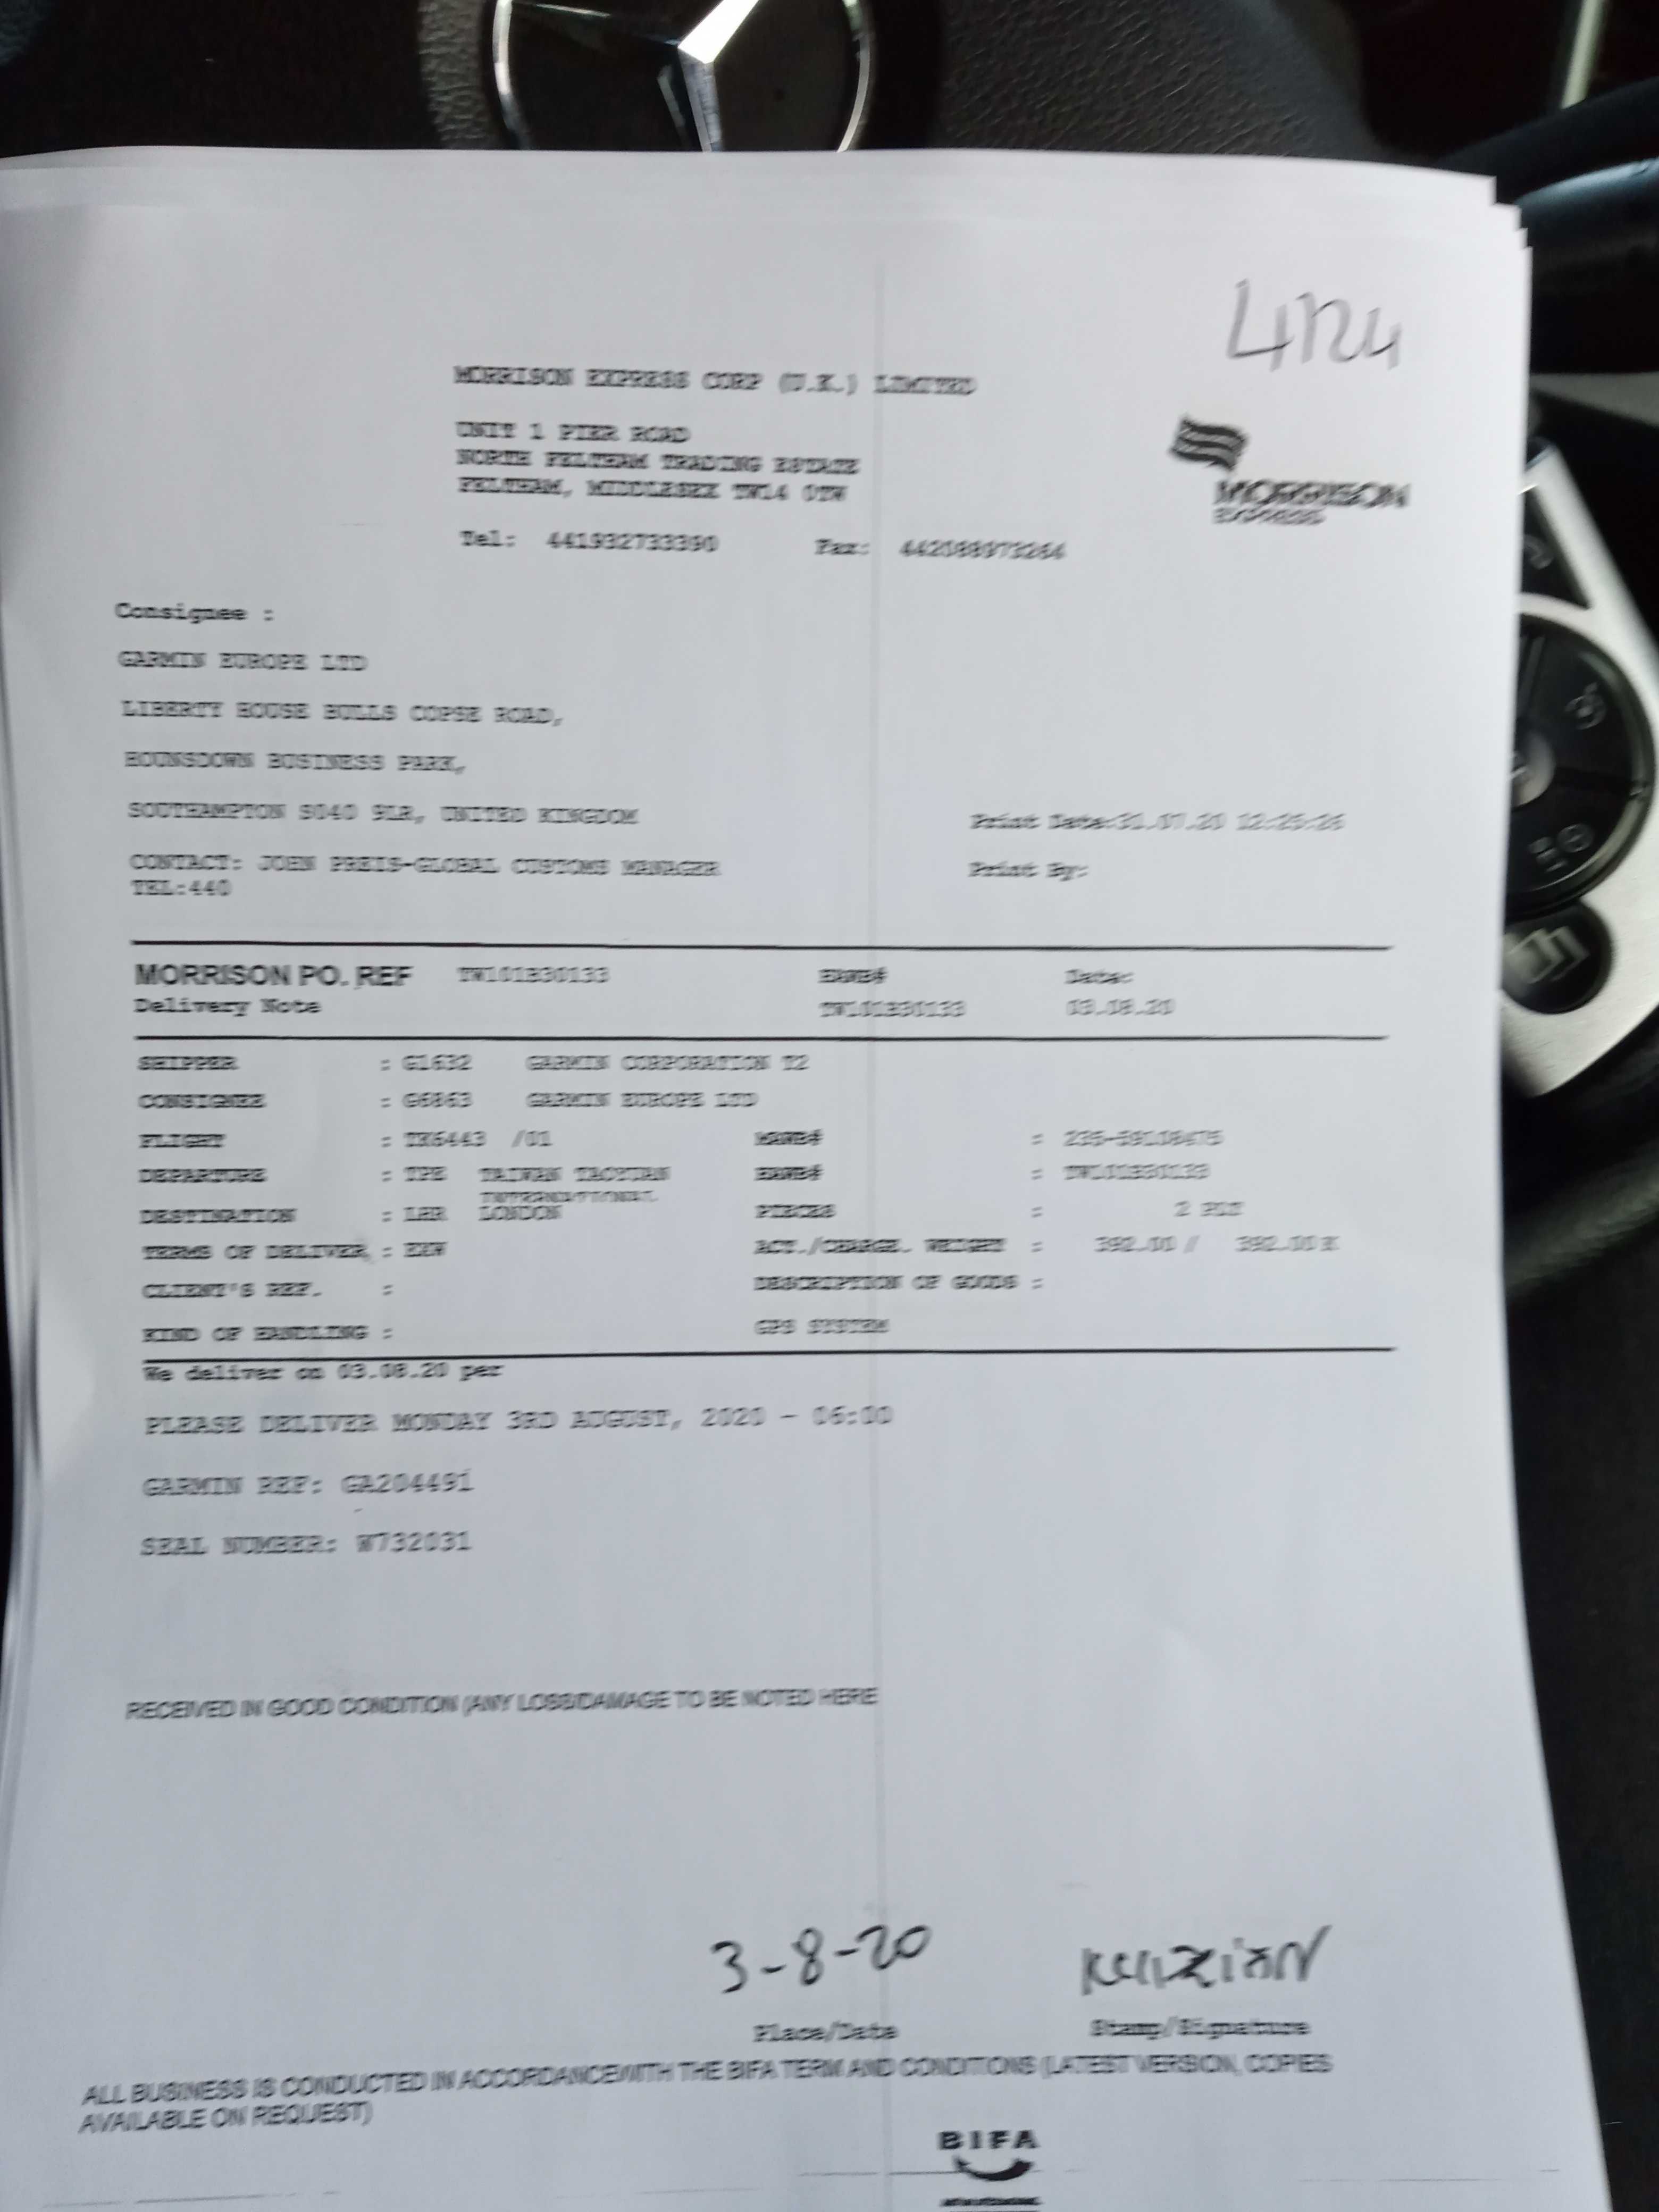 MORRISON EXPRESS CORP (U.K.) LIMITED
UNIT 1 PIER ROAD
NORTH FELTHAM TRADING ESTATE
FELTHAM, MIDDLESEX TW14 0TW
MORRISON
EXPRESS
Tel: 441932733390 Fax: 442088973264
Consignee :
GARMIN EUROPE LTD
LIBERTY HOUSE BULLS COPSE ROAD,
HOUNSDOWN BUSINESS PARK,
SOUTHAMPTON SO40 9LR, UNITED KINGDOM
Print Date:31.07.20
CONTACT: JOHN PREIS-GLOBAL CUSTOMS MANAGER
Print By:
TEL:440
MORRISON PO. REF TW101B30133 HAWB# Date:
Delivery Note TW101B30133 03.08.20
SHIPPER : G1632 GARMIN CORPORATION T2
CONSIGNEE : G6863 GARMIN EUROPE LTD
FLIGHT : TK6443 /01 MAWB# :
DEPARTURE : TPE TAIWAN TAOYUAN INTERNATIONAL HAWB# : TW101B30133
DESTINATION : LHR LONDON PIECES : 2 PLT
TERMS OF DELIVER : EXW ACT./CHARGE. WEIGHT : 392.00 / 392.00 K
CLIENT'S REF. : DESCRIPTION OF GOODS :
KIND OF HANDLING : GPS SYSTEM
We deliver on 03.08.20 per
PLEASE DELIVER MONDAY 3RD AUGUST, 2020 - 06:00
GARMIN REF: GA204491
SEAL NUMBER: W732031
RECEIVED IN GOOD CONDITION (ANY LOSS/DAMAGE TO BE NOTED HERE
3-8-20
Place/Date Stamp/Signature
ALL BUSINESS IS CONDUCTED IN ACCORDANCEWITH THE BIFA TERM AND CONDITIONS (LATEST VERSION, COPIES
AVAILABLE ON REQUEST)
BIFA